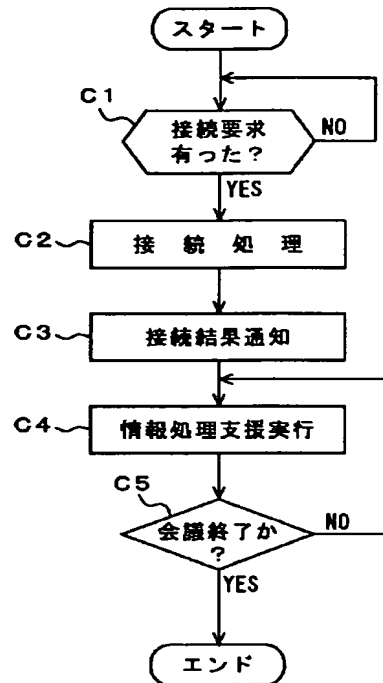 スタート
C1
接続要求
有った?
NO
YES
C2
接続処理
C3
接続結果通知
C4
情報処理支援実行
C5
会議終了か
?
NO
YES
エンド